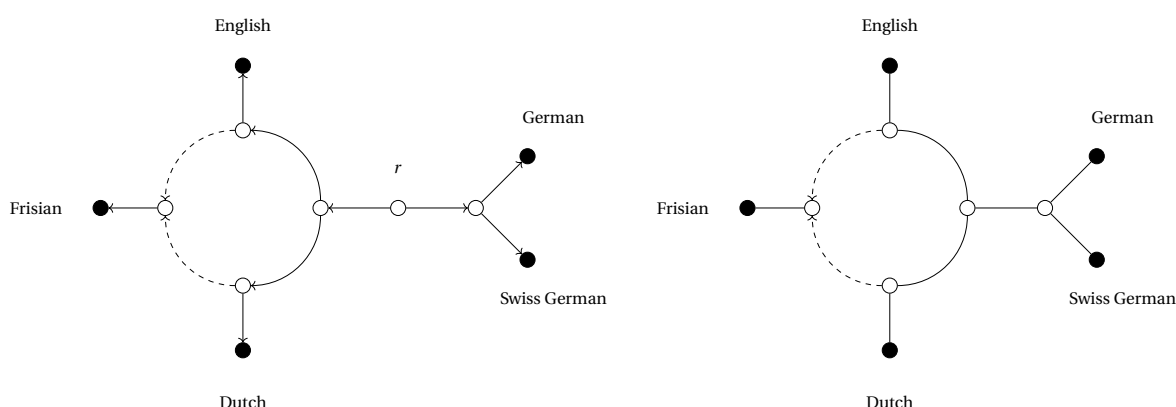 English
German
r
Frisian
Swiss German
Dutch
English
German
Frisian
Swiss German
Dutch